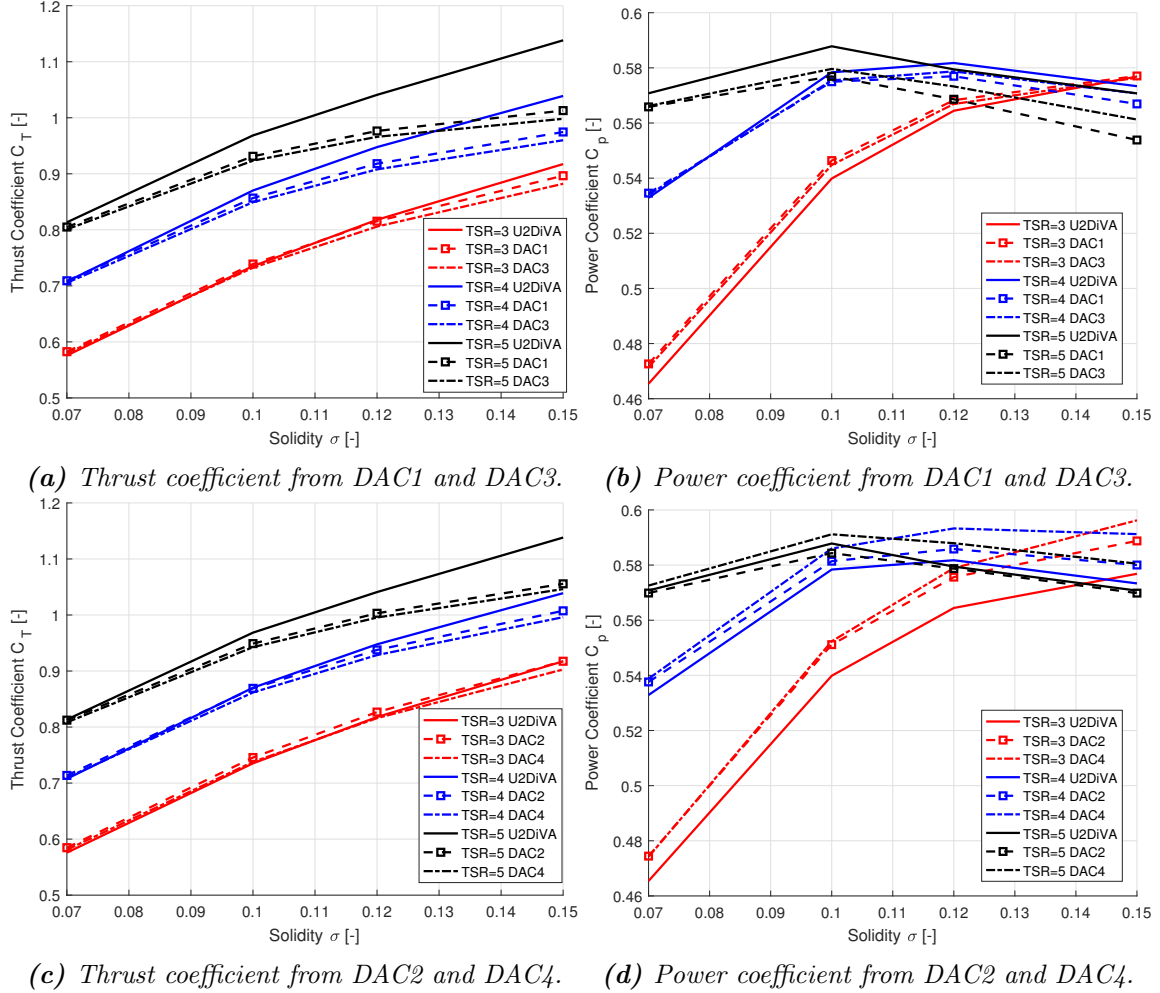 1.2
1.1
1
0.9
0.8
0.7
0.6
0.5
Thrust Coefficient C_T [-]
TSR=3 U2DiVA
TSR=3 DAC1
TSR=3 DAC3
TSR=4 U2DiVA
TSR=4 DAC1
TSR=4 DAC3
TSR=5 U2DiVA
TSR=5 DAC1
TSR=5 DAC3
0.07 0.08 0.09 0.1 0.11 0.12 0.13 0.14 0.15
Solidity σ [-]
(a) Thrust coefficient from DAC1 and DAC3.
0.6
0.58
0.56
0.54
0.52
0.5
0.48
0.46
Power Coefficient C_p [-]
TSR=3 U2DiVA
TSR=3 DAC1
TSR=3 DAC3
TSR=4 U2DiVA
TSR=4 DAC1
TSR=4 DAC3
TSR=5 U2DiVA
TSR=5 DAC1
TSR=5 DAC3
0.07 0.08 0.09 0.1 0.11 0.12 0.13 0.14 0.15
Solidity σ [-]
(b) Power coefficient from DAC1 and DAC3.
1.2
1.1
1
0.9
0.8
0.7
0.6
0.5
Thrust Coefficient C_T [-]
TSR=3 U2DiVA
TSR=3 DAC2
TSR=3 DAC4
TSR=4 U2DiVA
TSR=4 DAC2
TSR=4 DAC4
TSR=5 U2DiVA
TSR=5 DAC2
TSR=5 DAC4
0.07 0.08 0.09 0.1 0.11 0.12 0.13 0.14 0.15
Solidity σ [-]
(c) Thrust coefficient from DAC2 and DAC4.
0.6
0.58
0.56
0.54
0.52
0.5
0.48
0.46
Power Coefficient C_p [-]
TSR=3 U2DiVA
TSR=3 DAC2
TSR=3 DAC4
TSR=4 U2DiVA
TSR=4 DAC2
TSR=4 DAC4
TSR=5 U2DiVA
TSR=5 DAC2
TSR=5 DAC4
0.07 0.08 0.09 0.1 0.11 0.12 0.13 0.14 0.15
Solidity σ [-]
(d) Power coefficient from DAC2 and DAC4.